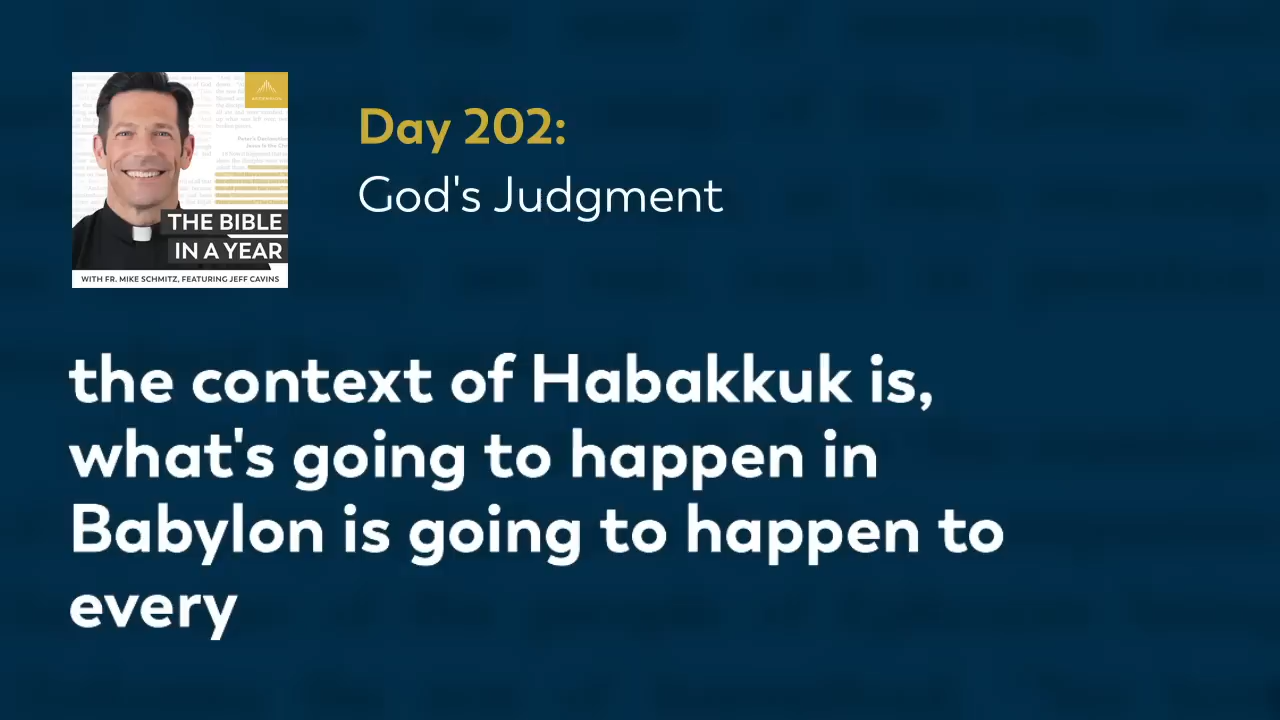 Day 202:
God's Judgment
THE BIBLE
IN A YEAR
WITH FR. MIKE SCHMITZ, FEATURING JEFF CAVINS
the context of Habakkuk is,
what's going to happen in
Babylon is going to happen to
every